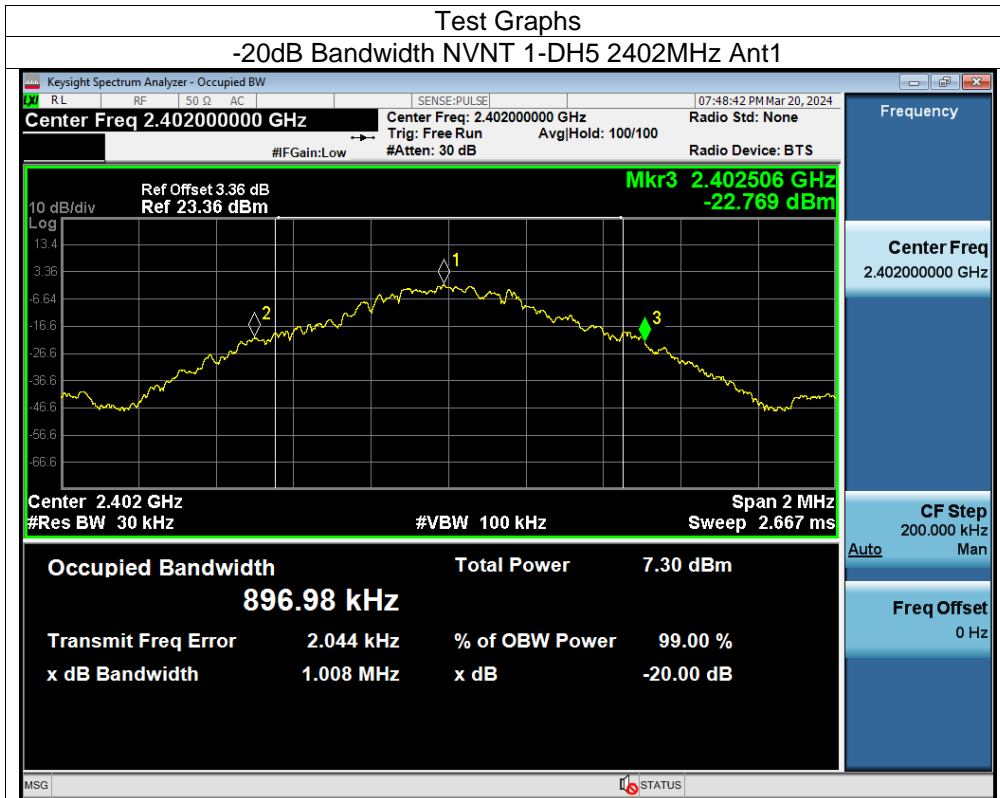 Test Graphs
-20dB Bandwidth NVNT 1-DH5 2402MHz Ant1
Keysight Spectrum Analyzer - Occupied BW
LXI RL RF 50 Ω AC SENSE:PULSE 07:48:42 PM Mar 20, 2024
Center Freq 2.402000000 GHz Center Freq: 2.402000000 GHz Radio Std: None
Trig: Free Run Avg|Hold: 100/100
#IFGain:Low #Atten: 30 dB Radio Device: BTS
Frequency
Ref Offset 3.36 dB Mkr3 2.402506 GHz
10 dB/div Ref 23.36 dBm -22.769 dBm
Log
13.4
3.36
-6.64
-16.6
-26.6
-36.6
-46.6
-56.6
-66.6
1
2
3
Center 2.402 GHz Span 2 MHz
#Res BW 30 kHz #VBW 100 kHz Sweep 2.667 ms
Occupied Bandwidth Total Power 7.30 dBm
896.98 kHz
Transmit Freq Error 2.044 kHz % of OBW Power 99.00 %
x dB Bandwidth 1.008 MHz x dB -20.00 dB
Center Freq
2.402000000 GHz
CF Step
200.000 kHz
Auto Man
Freq Offset
0 Hz
MSG STATUS